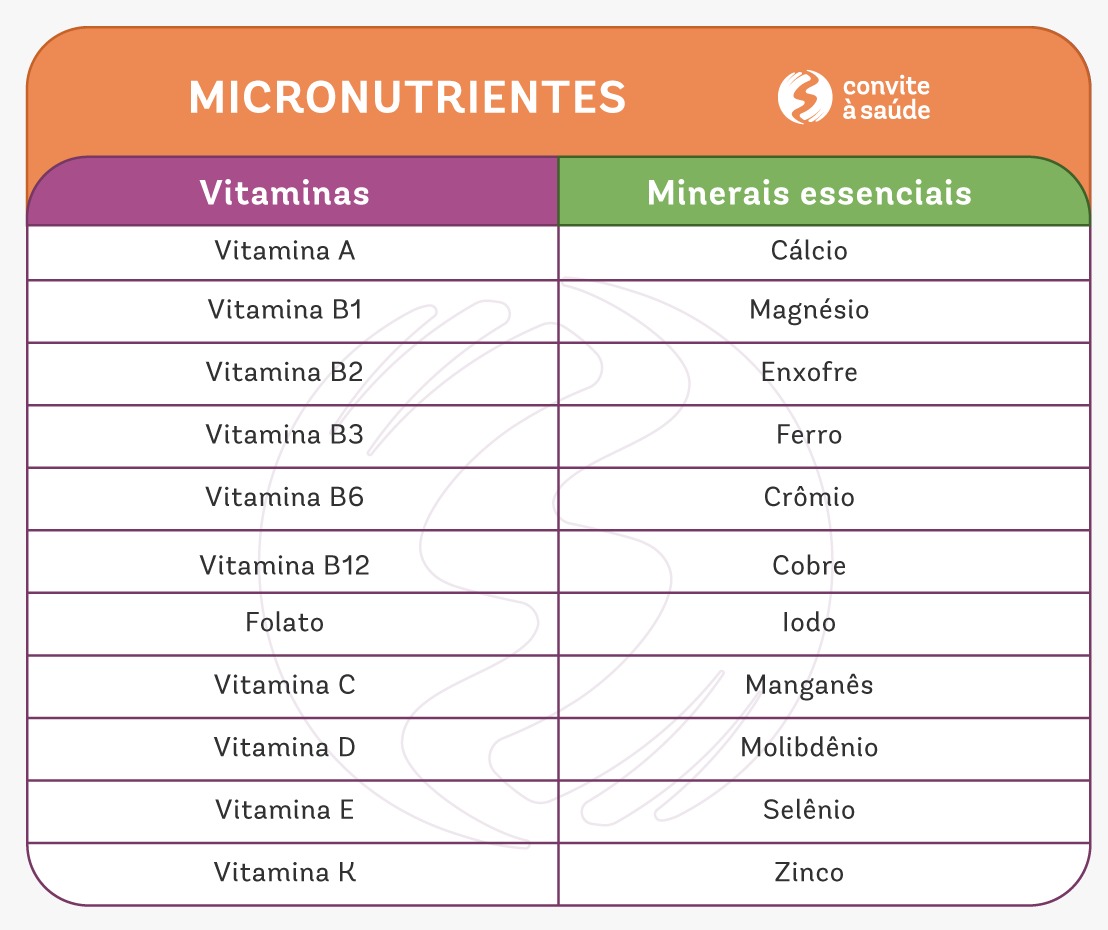 MICRONUTRIENTES
convite
à saúde
Vitaminas Minerais essenciais
Vitamina A Cálcio
Vitamina B1 Magnésio
Vitamina B2 Enxofre
Vitamina B3 Ferro
Vitamina B6 Crômio
Vitamina B12 Cobre
Folato Iodo
Vitamina C Manganês
Vitamina D Molibdênio
Vitamina E Selênio
Vitamina K Zinco